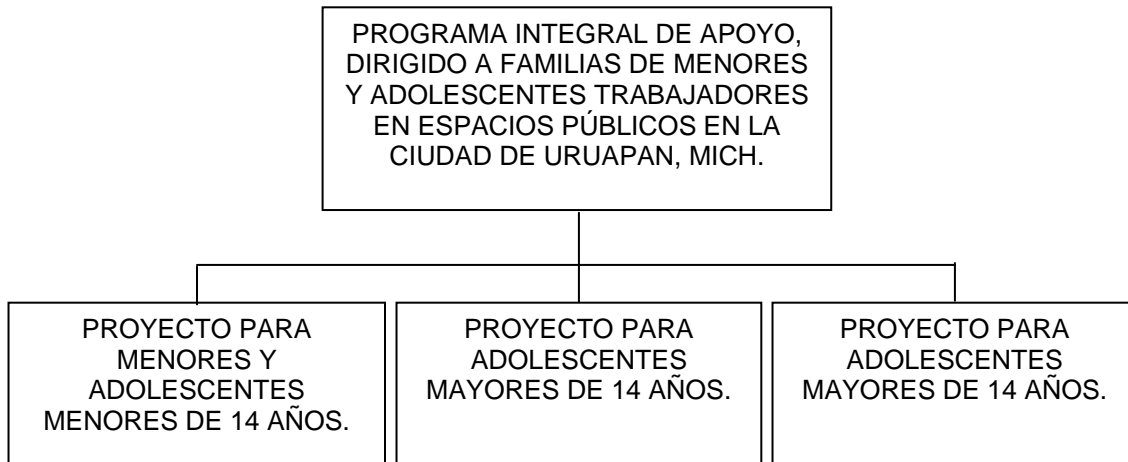 PROGRAMA INTEGRAL DE APOYO,
DIRIGIDO A FAMILIAS DE MENORES
Y ADOLESCENTES TRABAJADORES
EN ESPACIOS PÚBLICOS EN LA
CIUDAD DE URUAPAN, MICH.
PROYECTO PARA
MENORES Y
ADOLESCENTES
MENORES DE 14 AÑOS.
PROYECTO PARA
ADOLESCENTES
MAYORES DE 14 AÑOS.
PROYECTO PARA
ADOLESCENTES
MAYORES DE 14 AÑOS.